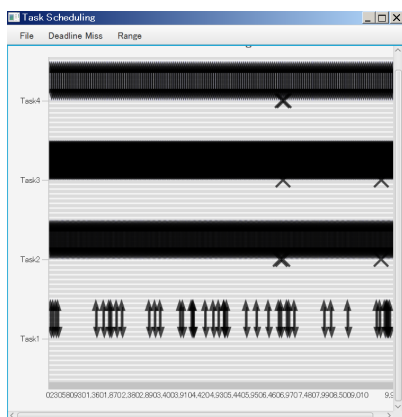 Task Scheduling
File Deadline Miss Range
Task4
Task3
Task2
Task1